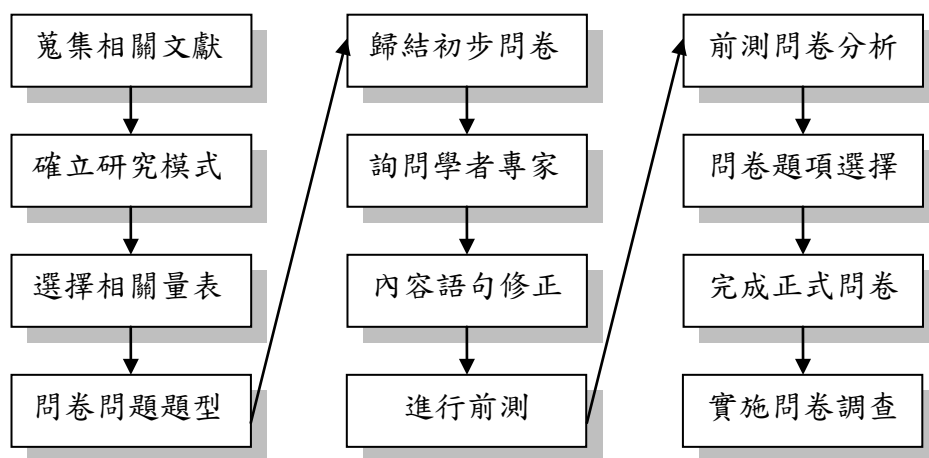 蒐集相關文獻
確立研究模式
選擇相關量表
問卷問題題型
歸結初步問卷
詢問學者專家
內容語句修正
進行前測
前測問卷分析
問卷題項選擇
完成正式問卷
實施問卷調查